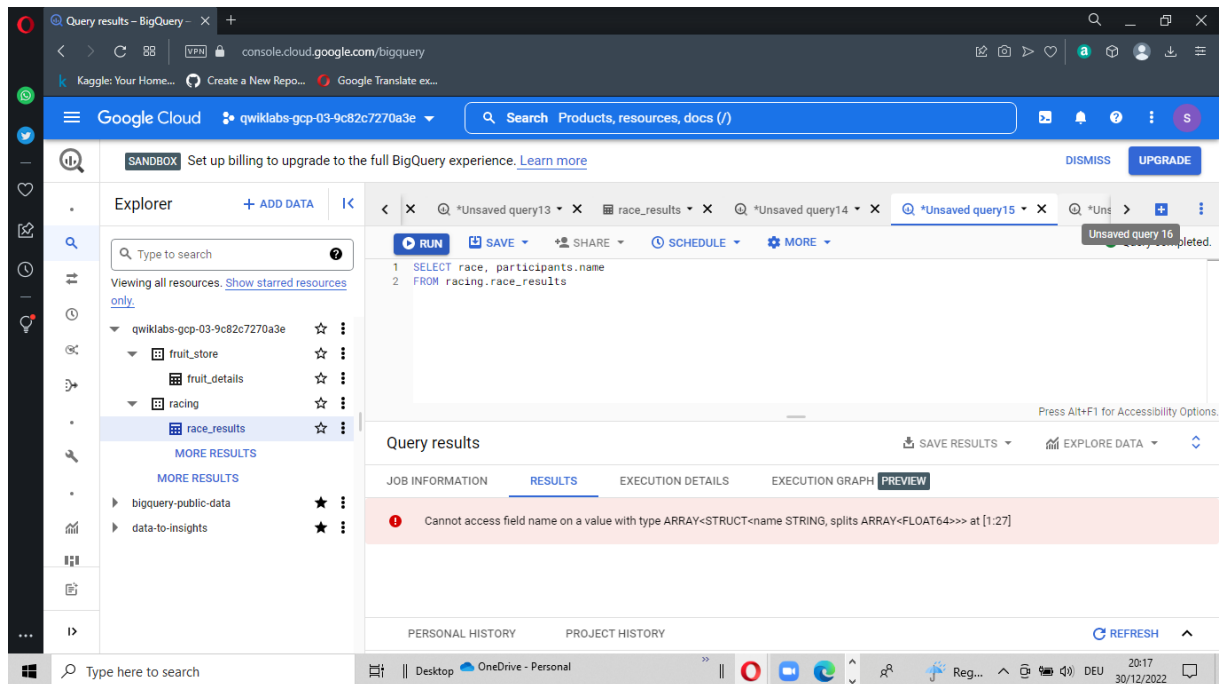 Query results – BigQuery –
VPN console.cloud.google.com/bigquery
Kaggle: Your Home... Create a New Repo... Google Translate ex...
Google Cloud qwiklabs-gcp-03-9c82c7270a3e Search Products, resources, docs (/) S
SANDBOX Set up billing to upgrade to the full BigQuery experience. Learn more DISMISS UPGRADE
Explorer + ADD DATA
*Unsaved query13 race_results *Unsaved query14 *Unsaved query15 *Uns
Unsaved query 16
RUN SAVE SHARE SCHEDULE MORE completed.
Type to search
Viewing all resources. Show starred resources
only.
qwiklabs-gcp-03-9c82c7270a3e
fruit_store
fruit_details
racing
race_results
MORE RESULTS
MORE RESULTS
bigquery-public-data
data-to-insights
1 SELECT race, participants.name
2 FROM racing.race_results
Press Alt+F1 for Accessibility Options.
Query results SAVE RESULTS EXPLORE DATA
JOB INFORMATION RESULTS EXECUTION DETAILS EXECUTION GRAPH PREVIEW
Cannot access field name on a value with type ARRAY<STRUCT<name STRING, splits ARRAY<FLOAT64>>> at [1:27]
PERSONAL HISTORY PROJECT HISTORY REFRESH
Type here to search Desktop OneDrive - Personal Reg... DEU 20:17
30/12/2022